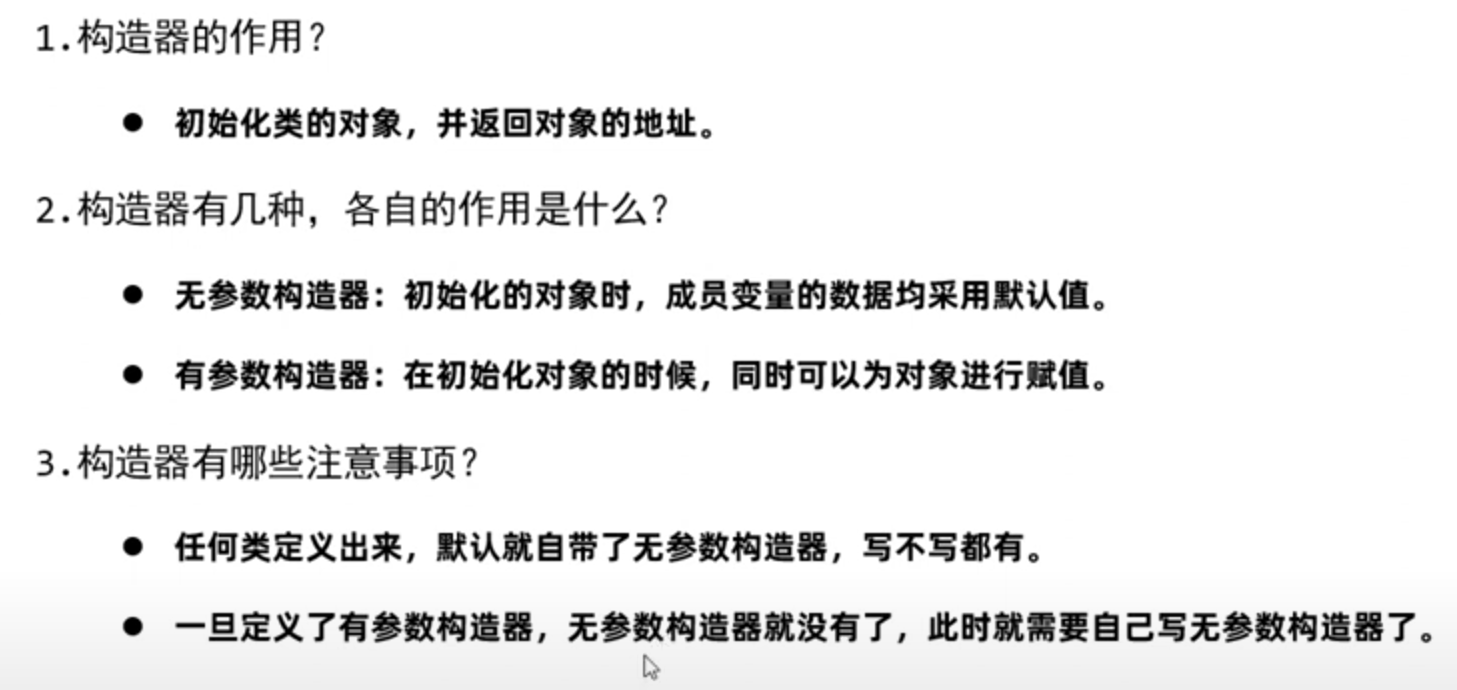 1.构造器的作用？
● 初始化类的对象，并返回对象的地址。
2.构造器有几种，各自的作用是什么？
● 无参数构造器：初始化的对象时，成员变量的数据均采用默认值。
● 有参数构造器：在初始化对象的时候，同时可以为对象进行赋值。
3.构造器有哪些注意事项？
● 任何类定义出来，默认就自带了无参数构造器，写不写都有。
● 一旦定义了有参数构造器，无参数构造器就没有了，此时就需要自己写无参数构造器了。